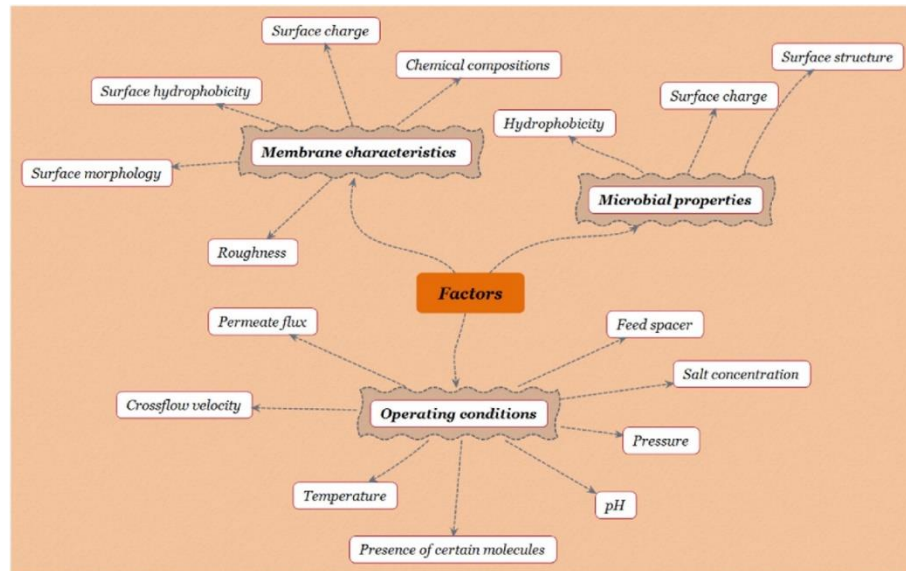 Surface charge
Surface structure
Chemical compositions
Surface hydrophobicity
Surface charge
Hydrophobicity
Membrane characteristics
Surface morphology
Microbial properties
Roughness
Factors
Permeate flux
Feed spacer
Salt concentration
Crossflow velocity
Operating conditions
Pressure
Temperature
pH
Presence of certain molecules